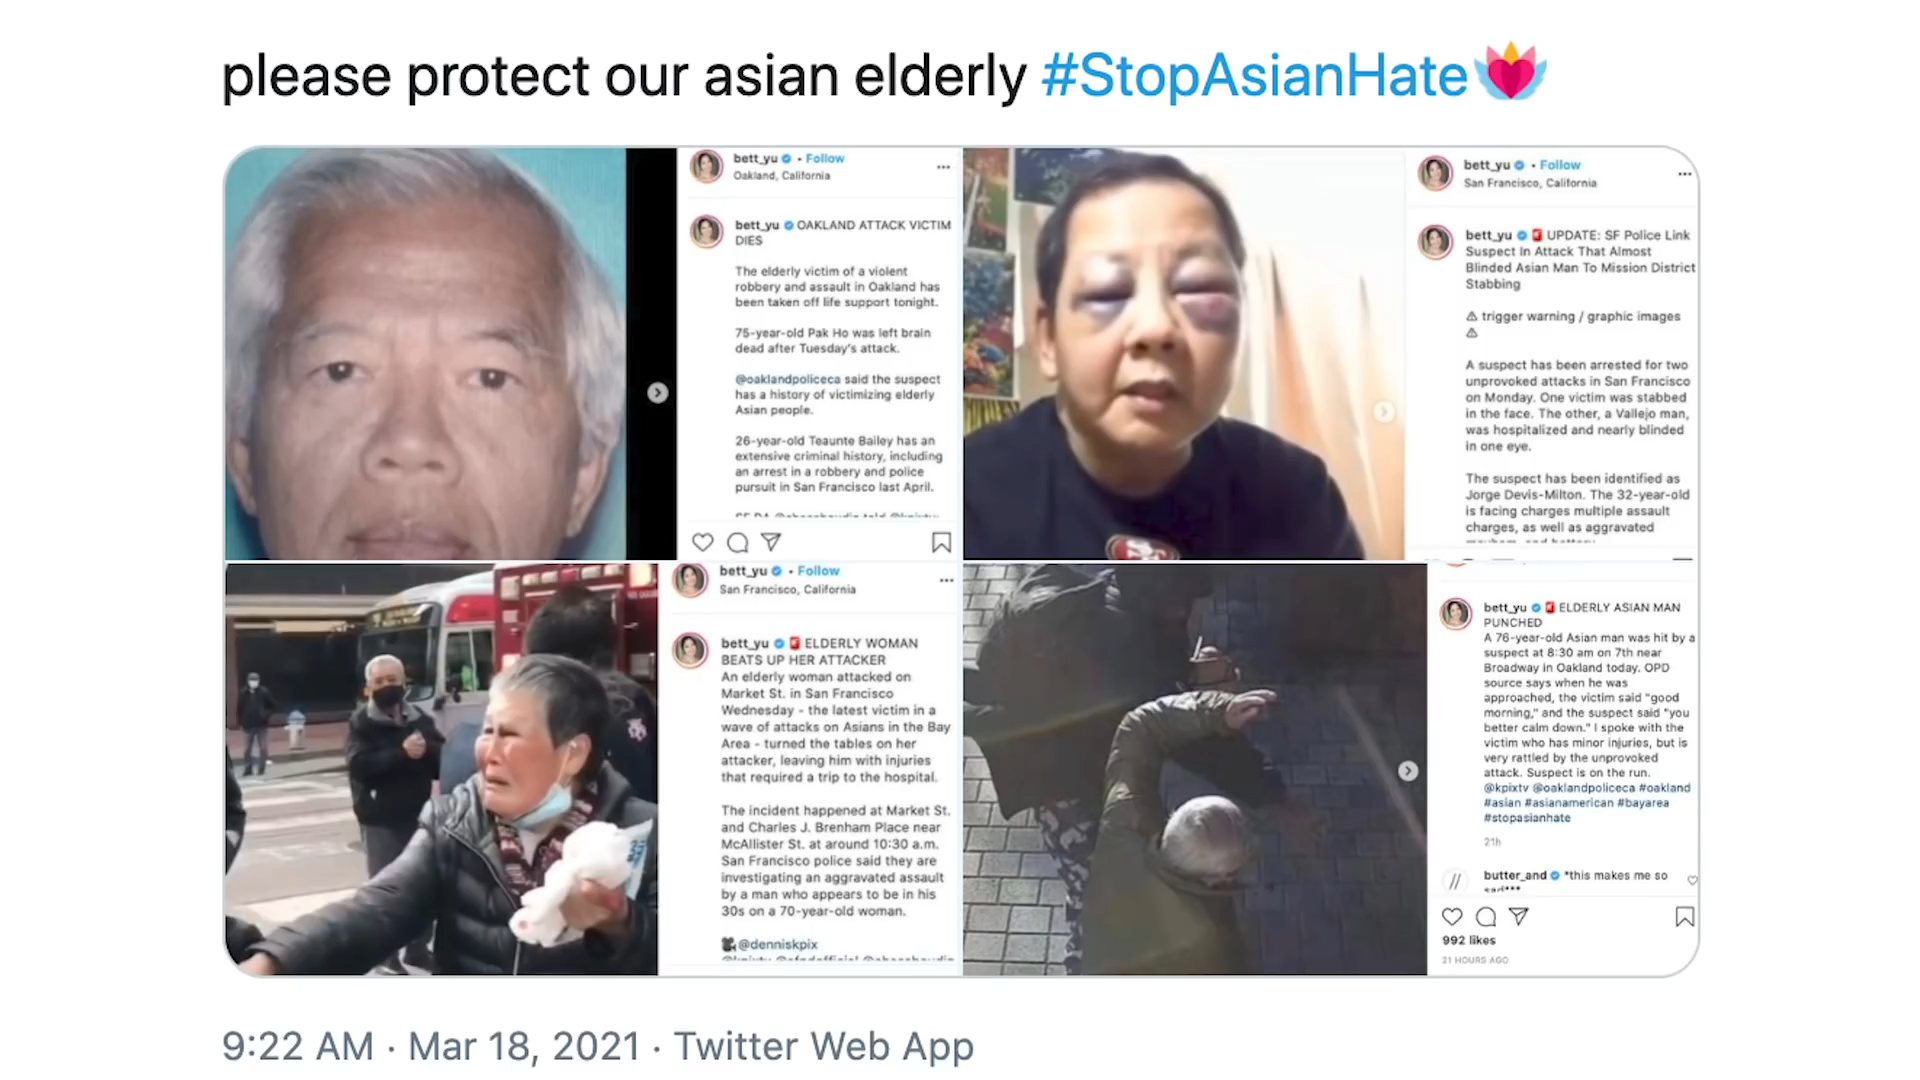 please protect our asian elderly #StopAsianHate
bett_yu • Follow
Oakland, California
bett_yu OAKLAND ATTACK VICTIM
DIES
The elderly victim of a violent
robbery and assault in Oakland has
been taken off life support tonight.
75-year-old Pak Ho was left brain
dead after Tuesday's attack.
@oaklandpoliceca said the suspect
has a history of victimizing elderly
Asian people.
26-year-old Teaunte Bailey has an
extensive criminal history, including
an arrest in a robbery and police
pursuit in San Francisco last April.
bett_yu • Follow
San Francisco, California
bett_yu 🚨 UPDATE: SF Police Link
Suspect In Attack That Almost
Blinded Asian Man To Mission District
Stabbing
⚠ trigger warning / graphic images
⚠
A suspect has been arrested for two
unprovoked attacks in San Francisco
on Monday. One victim was stabbed
in the face. The other, a Vallejo man,
was hospitalized and nearly blinded
in one eye.
The suspect has been identified as
Jorge Devis-Milton. The 32-year-old
is facing charges multiple assault
charges, as well as aggravated
bett_yu • Follow
San Francisco, California
bett_yu 🚨 ELDERLY WOMAN
BEATS UP HER ATTACKER
An elderly woman attacked on
Market St. in San Francisco
Wednesday - the latest victim in a
wave of attacks on Asians in the Bay
Area - turned the tables on her
attacker, leaving him with injuries
that required a trip to the hospital.
The incident happened at Market St.
and Charles J. Brenham Place near
McAllister St. at around 10:30 a.m.
San Francisco police said they are
investigating an aggravated assault
by a man who appears to be in his
30s on a 70-year-old woman.
@denniskpix
bett_yu 🚨 ELDERLY ASIAN MAN
PUNCHED
A 76-year-old Asian man was hit by a
suspect at 8:30 am on 7th near
Broadway in Oakland today. OPD
source says when he was
approached, the victim said "good
morning," and the suspect said "you
better calm down." I spoke with the
victim who has minor injuries, but is
very rattled by the unprovoked
attack. Suspect is on the run.
@kpixtv @oaklandpoliceca #oakland
#asian #asianamerican #bayarea
#stopasianhate
21h
butter_and *this makes me so
992 likes
21 HOURS AGO
9:22 AM · Mar 18, 2021 · Twitter Web App